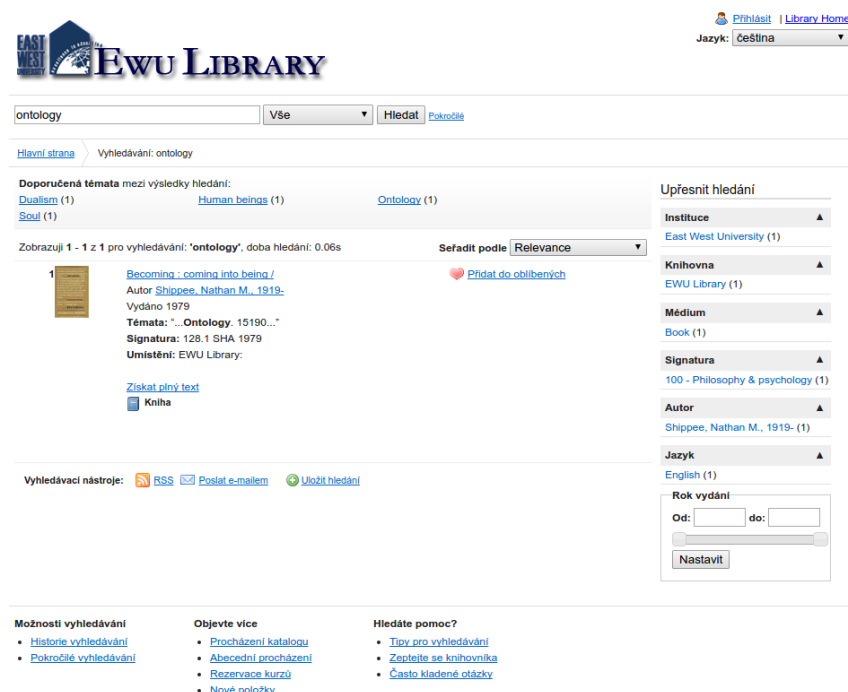 Přihlásit | Library Home
Jazyk: čeština
EAST
WEST
UNIVERSITY
EWU LIBRARY
ontology Vše Hledat Pokročilé
Hlavní strana Vyhledávání: ontology
Doporučená témata mezi výsledky hledání:
Dualism (1) Human beings (1) Ontology (1)
Soul (1)
Zobrazuji 1 - 1 z 1 pro vyhledávání: 'ontology', doba hledání: 0.06s Seřadit podle Relevance
1 Becoming : coming into being / Přidat do oblíbených
Autor Shippee, Nathan M., 1919-
Vydáno 1979
Témata: "...Ontology. 15190..."
Signatura: 128.1 SHA 1979
Umístění: EWU Library:
Získat plný text
Kniha
Vyhledávací nástroje: RSS Poslat e-mailem Uložit hledání
Upřesnit hledání
Instituce
East West University (1)
Knihovna
EWU Library (1)
Médium
Book (1)
Signatura
100 - Philosophy & psychology (1)
Autor
Shippee, Nathan M., 1919- (1)
Jazyk
English (1)
Rok vydání
Od: do:
Nastavit
Možnosti vyhledávání
Historie vyhledávání
Pokročilé vyhledávání
Objevte více
Procházení katalogu
Abecední procházení
Rezervace kurzů
Nové položky
Hledáte pomoc?
Tipy pro vyhledávání
Zeptejte se knihovníka
Často kladené otázky